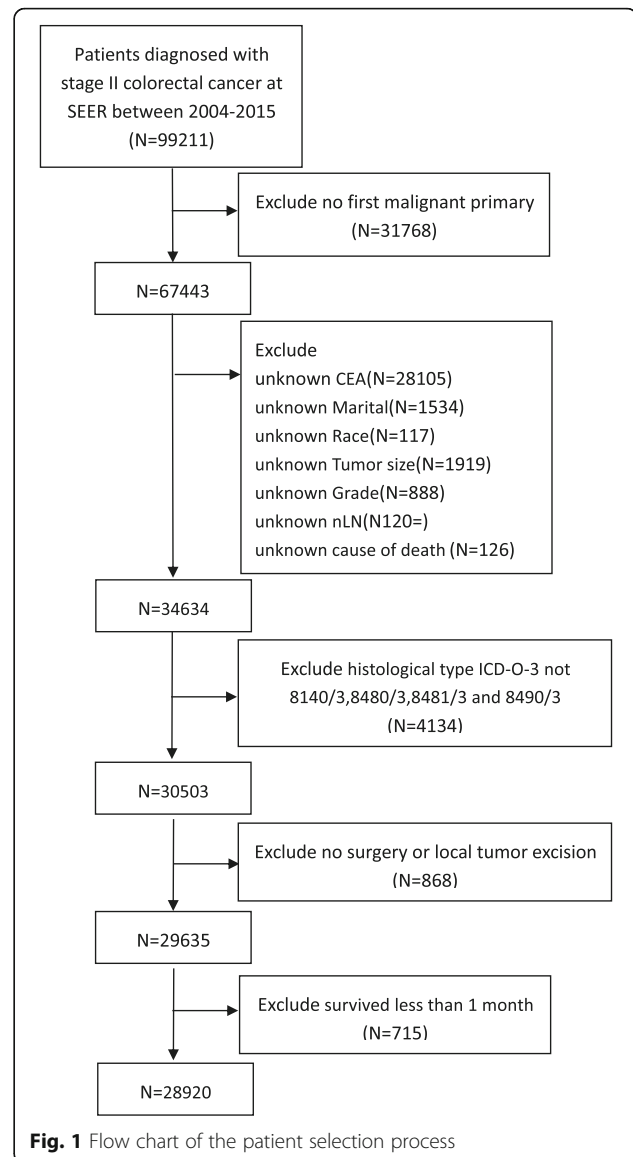 Patients diagnosed with
stage II colorectal cancer at
SEER between 2004-2015
(N=99211)
Exclude no first malignant primary
(N=31768)
N=67443
Exclude
unknown CEA(N=28105)
unknown Marital(N=1534)
unknown Race(N=117)
unknown Tumor size(N=1919)
unknown Grade(N=888)
unknown nLN(N120=)
unknown cause of death (N=126)
N=34634
Exclude histological type ICD-O-3 not
8140/3,8480/3,8481/3 and 8490/3
(N=4134)
N=30503
Exclude no surgery or local tumor excision
(N=868)
N=29635
Exclude survived less than 1 month
(N=715)
N=28920
Fig. 1 Flow chart of the patient selection process